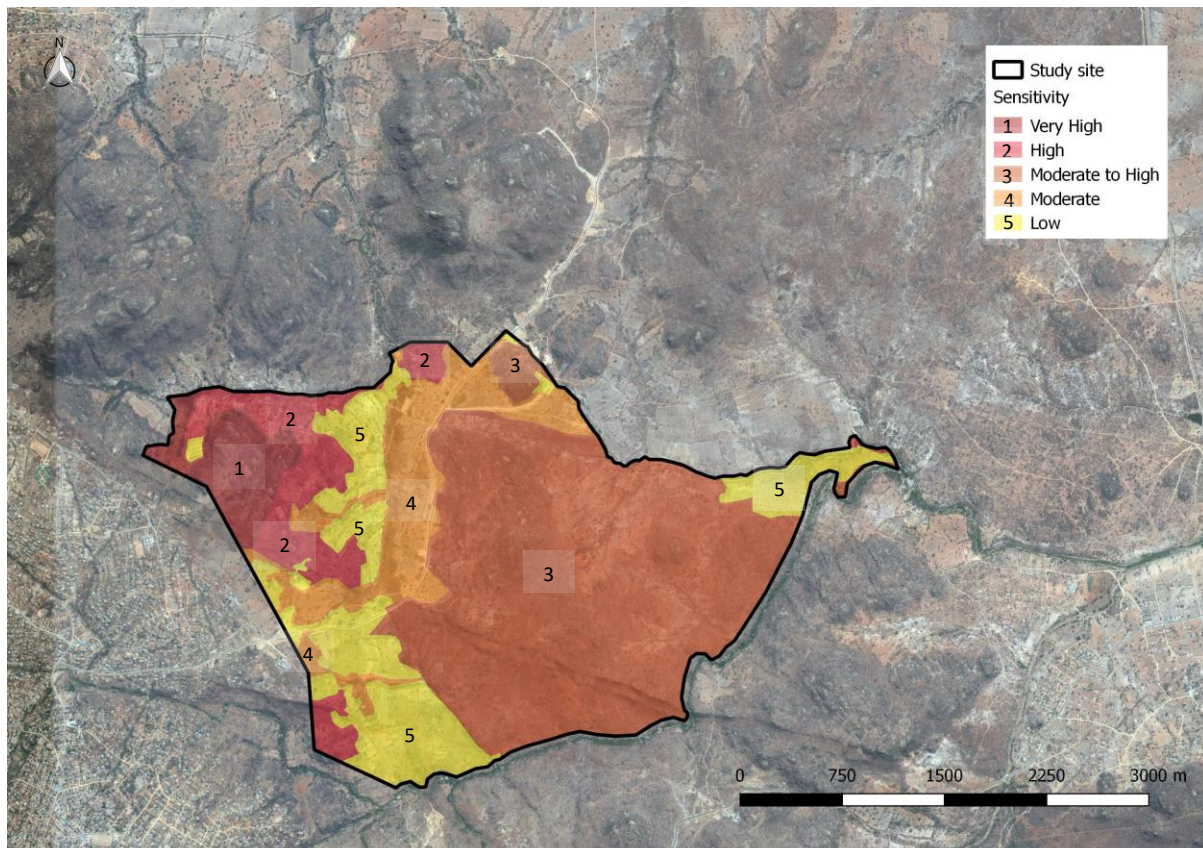 N
Study site
Sensitivity
1 Very High
2 High
3 Moderate to High
4 Moderate
5 Low
2
3
2
5
1
4
5
5
2
3
4
5
0 750 1500 2250 3000 m